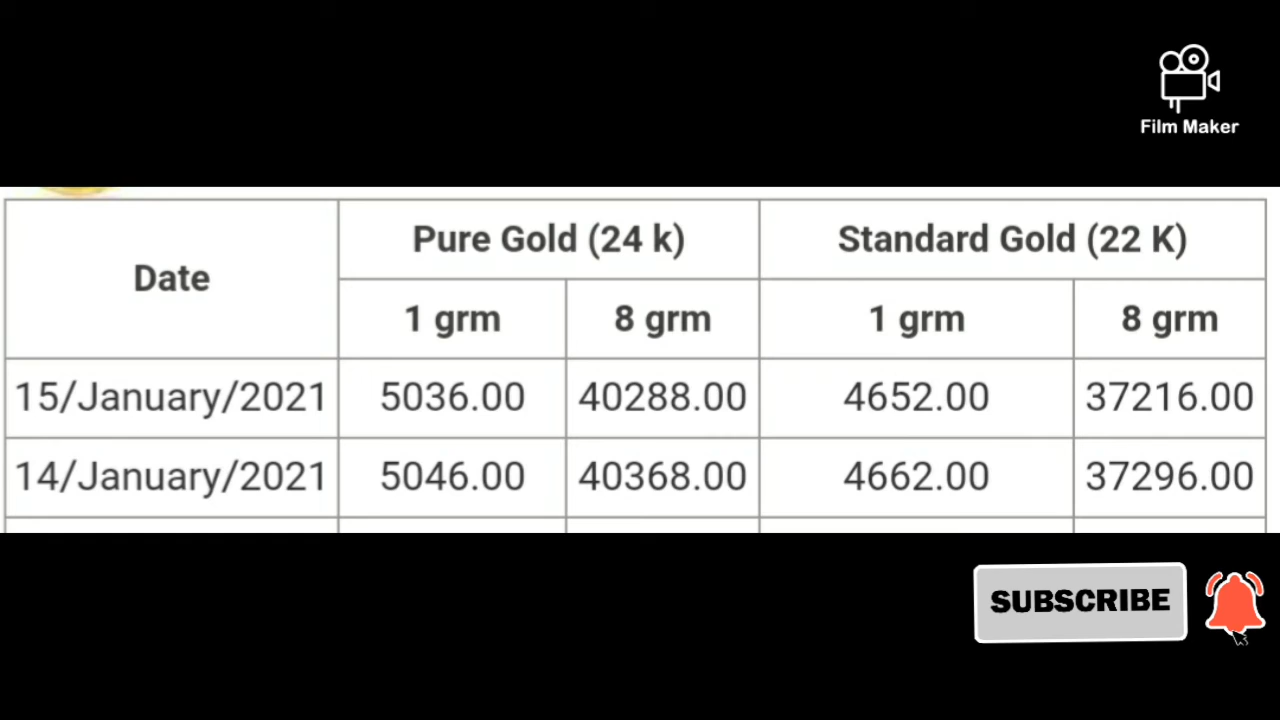 Film Maker
Date Pure Gold (24 k) Standard Gold (22 K)
1 grm 8 grm 1 grm 8 grm
15/January/2021 5036.00 40288.00 4652.00 37216.00
14/January/2021 5046.00 40368.00 4662.00 37296.00
SUBSCRIBE